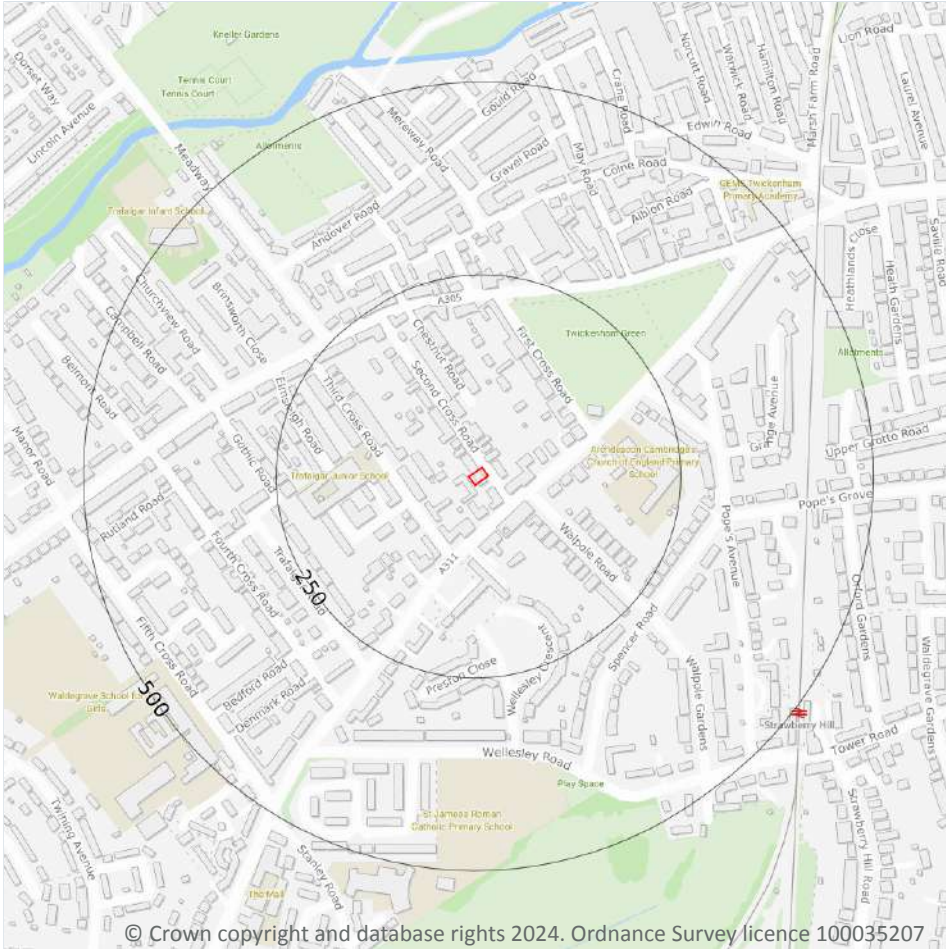 Kneller Gardens
Lion Road
Dorset Way
Tennis Court
Tennis Court
Norcutt Road
Warwick Road
Hamilton Road
Marsh Farm Road
Laurel Avenue
Crane Road
Gould Road
Lincoln Avenue
Mereway Road
Edwin Road
Meadway
Allotments
Gravel Road
May Road
Colne Road
GEMS Twickenham
Primary Academy
Albion Road
Trafalgar Infant School
Andover Road
Saville Road
Heathlands Close
Heath Gardens
Churchview Road
Brinsworth Close
A305
Campbell Road
Twickenham Green
Chestnut Road
First Cross Road
Allotments
Belmont Road
Second Cross Road
Third Cross Road
Elmsleigh Road
Manor Road
Gothic Road
Upper Grotto Road
Archdeacon Cambridge's
Church of England Primary
School
Trafalgar Junior School
Rutland Road
Pope's Grove
Pope's Avenue
Walpole Road
Fourth Cross Road
A311
250
Orford Gardens
Fifth Cross Road
Spencer Road
Wellesley Crescent
Preston Close
Bedford Road
Denmark Road
Walpole Gardens
Waldegrave Gardens
Waldegrave School for
Girls
500
Strawberry Hill
Tower Road
Wellesley Road
Play Space
Twining Avenue
St James Roman
Catholic Primary School
Strawberry Hill Road
Stanley Road
The Mall
© Crown copyright and database rights 2024. Ordnance Survey licence 100035207